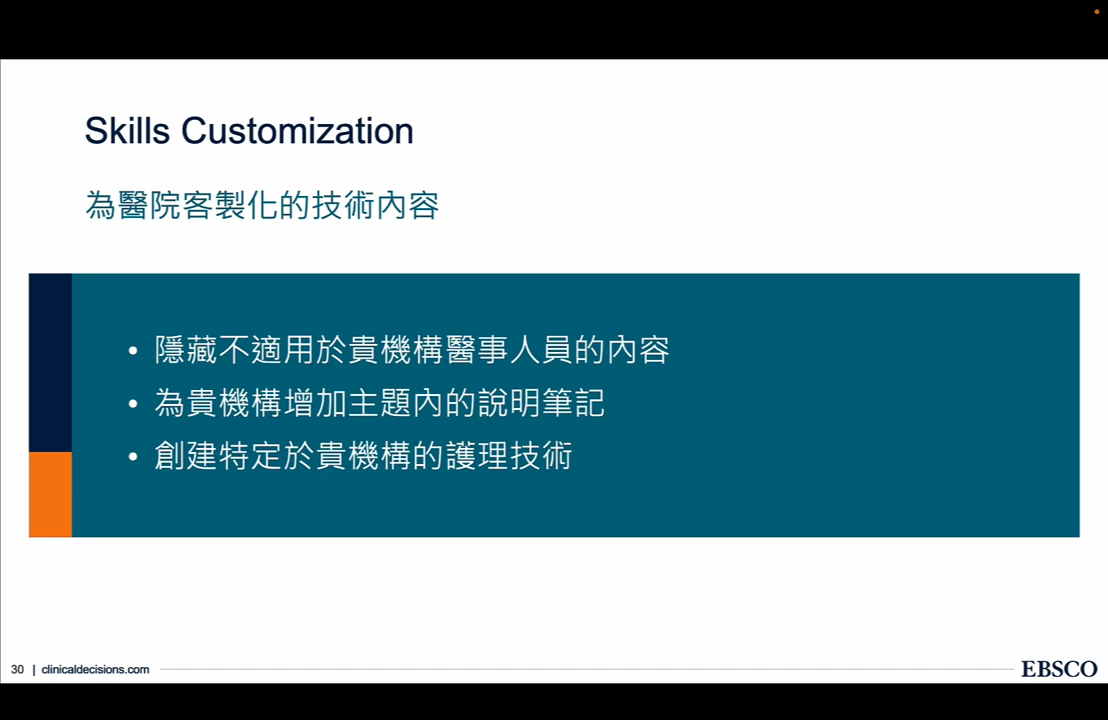 Skills Customization
為醫院客製化的技術內容
• 隱藏不適用於貴機構醫事人員的內容
• 為貴機構增加主題內的說明筆記
• 創建特定於貴機構的護理技術
30 | clinicaldecisions.com
EBSCO